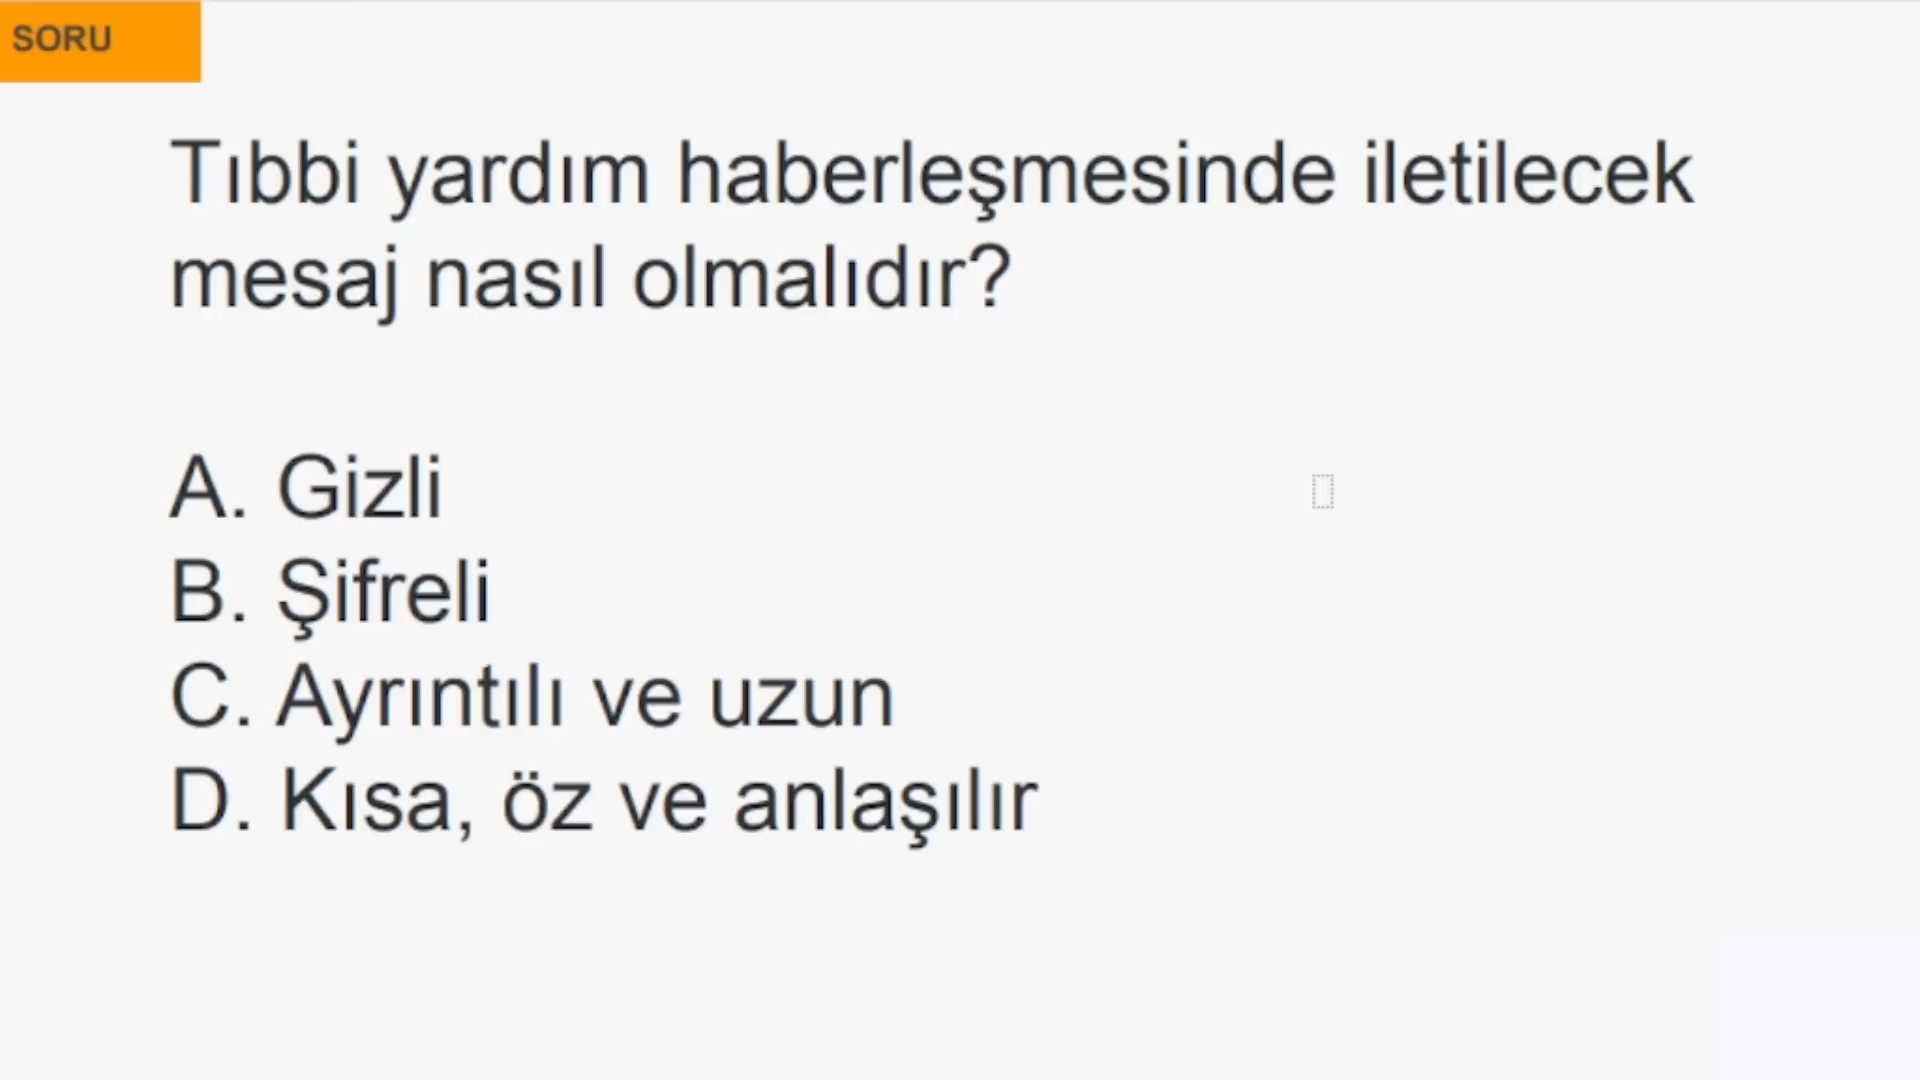 SORU
Tıbbi yardım haberleşmesinde iletilecek
mesaj nasıl olmalıdır?
A. Gizli
B. Şifreli
C. Ayrıntılı ve uzun
D. Kısa, öz ve anlaşılır